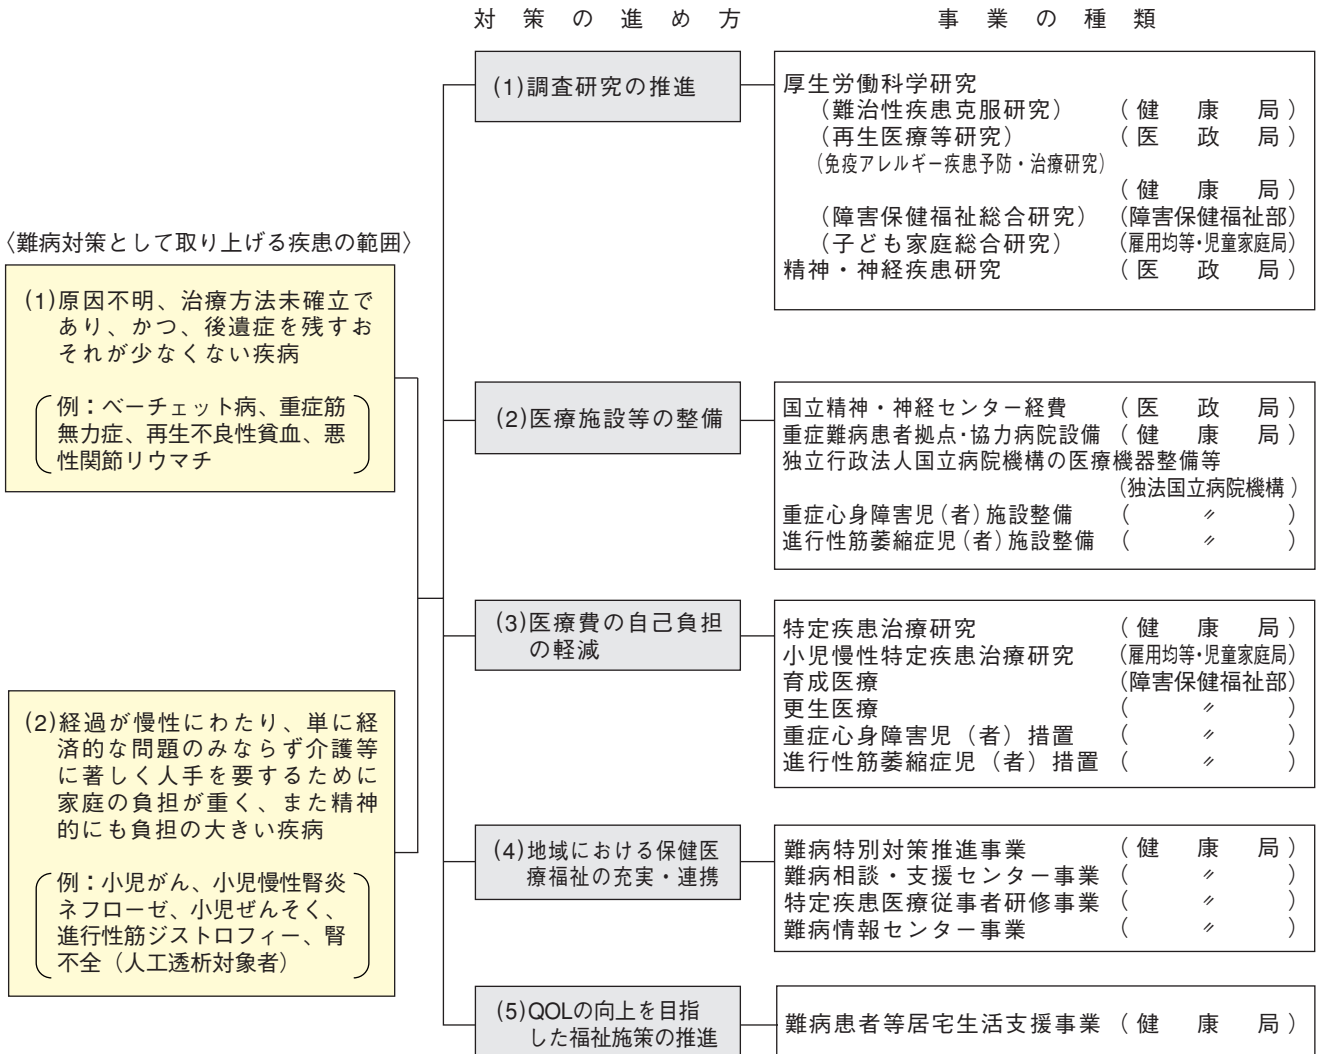 対策の進め方
事業の種類
〈難病対策として取り上げる疾患の範囲〉
(1)原因不明、治療方法未確立で
あり、かつ、後遺症を残すお
それが少なくない疾病
例：ベーチェット病、重症筋
無力症、再生不良性貧血、悪
性関節リウマチ
(2)経過が慢性にわたり、単に経
済的な問題のみならず介護等
に著しく人手を要するために
家庭の負担が重く、また精神
的にも負担の大きい疾病
例：小児がん、小児慢性腎炎
ネフローゼ、小児ぜんそく、
進行性筋ジストロフィー、腎
不全（人工透析対象者）
(1)調査研究の推進
厚生労働科学研究
（難治性疾患克服研究）（健康局）
（再生医療等研究）（医政局）
（免疫アレルギー疾患予防・治療研究）
（健康局）
（障害保健福祉総合研究）（障害保健福祉部）
（子ども家庭総合研究）（雇用均等・児童家庭局）
精神・神経疾患研究（医政局）
(2)医療施設等の整備
国立精神・神経センター経費（医政局）
重症難病患者拠点・協力病院設備（健康局）
独立行政法人国立病院機構の医療機器整備等
（独法国立病院機構）
重症心身障害児（者）施設整備（〃）
進行性筋萎縮症児（者）施設整備（〃）
(3)医療費の自己負担
の軽減
特定疾患治療研究（健康局）
小児慢性特定疾患治療研究（雇用均等・児童家庭局）
育成医療（障害保健福祉部）
更生医療（〃）
重症心身障害児（者）措置（〃）
進行性筋萎縮症児（者）措置（〃）
(4)地域における保健医
療福祉の充実・連携
難病特別対策推進事業（健康局）
難病相談・支援センター事業（〃）
特定疾患医療従事者研修事業（〃）
難病情報センター事業（〃）
(5)QOLの向上を目指
した福祉施策の推進
難病患者等居宅生活支援事業（健康局）